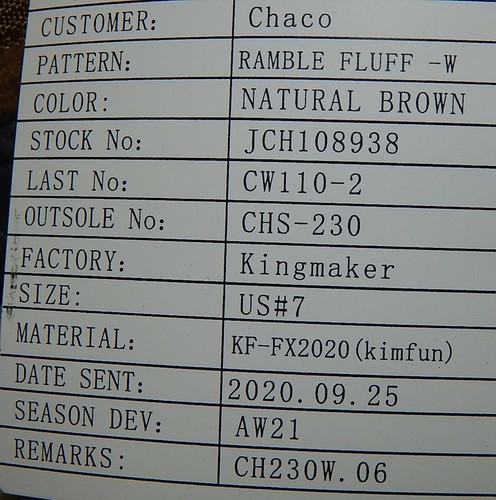 CUSTOMER: Chaco
PATTERN: RAMBLE FLUFF -W
COLOR: NATURAL BROWN
STOCK No: JCH108938
LAST No: CW110-2
OUTSOLE No: CHS-230
FACTORY: Kingmaker
SIZE: US#7
MATERIAL: KF-FX2020(kimfun)
DATE SENT: 2020.09.25
SEASON DEV: AW21
REMARKS: CH230W.06